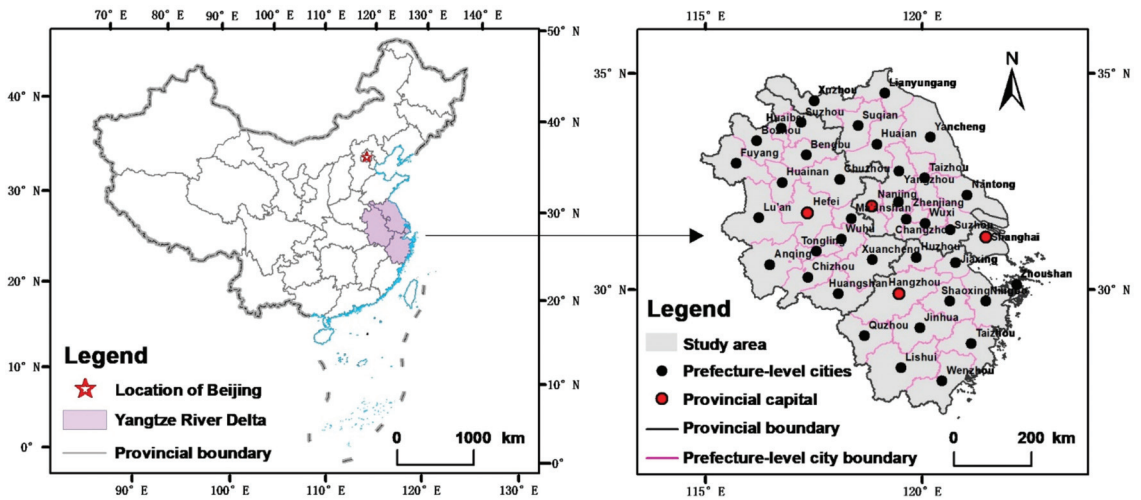 70° E 80° E 90° E 100° E 110° E 120° E 130° E 140° E
50° N
40° N
40° N
30° N
30° N
20° N
20° N
10° N
10° N
0°
0°
90° E 100° E 110° E 120° E 130° E
Legend
Location of Beijing
Yangtze River Delta
Provincial boundary
0 1000 km
115° E 120° E
35° N
35° N
30° N
30° N
115° E 120° E
N
Xuzhou
Lianyungang
Suzhou
Huaibei
Suqian
Bozhou
Huaian
Yancheng
Bengbu
Fuyang
Chuzhou
Taizhou
Yangzhou
Huainan
Nantong
Nanjing
Zhenjiang
Hefei
Lu'an
Maanshan
Wuxi
Wuhu
Changzhou
Suzhou
Shanghai
Tongling
Xuancheng
Huzhou
Anqing
Jiaxing
Chizhou
Zhoushan
Huangshan
Hangzhou
Shaoxing
Ningbo
Jinhua
Quzhou
Taizhou
Lishui
Wenzhou
Legend
Study area
Prefecture-level cities
Provincial capital
Provincial boundary
Prefecture-level city boundary
0 200 km